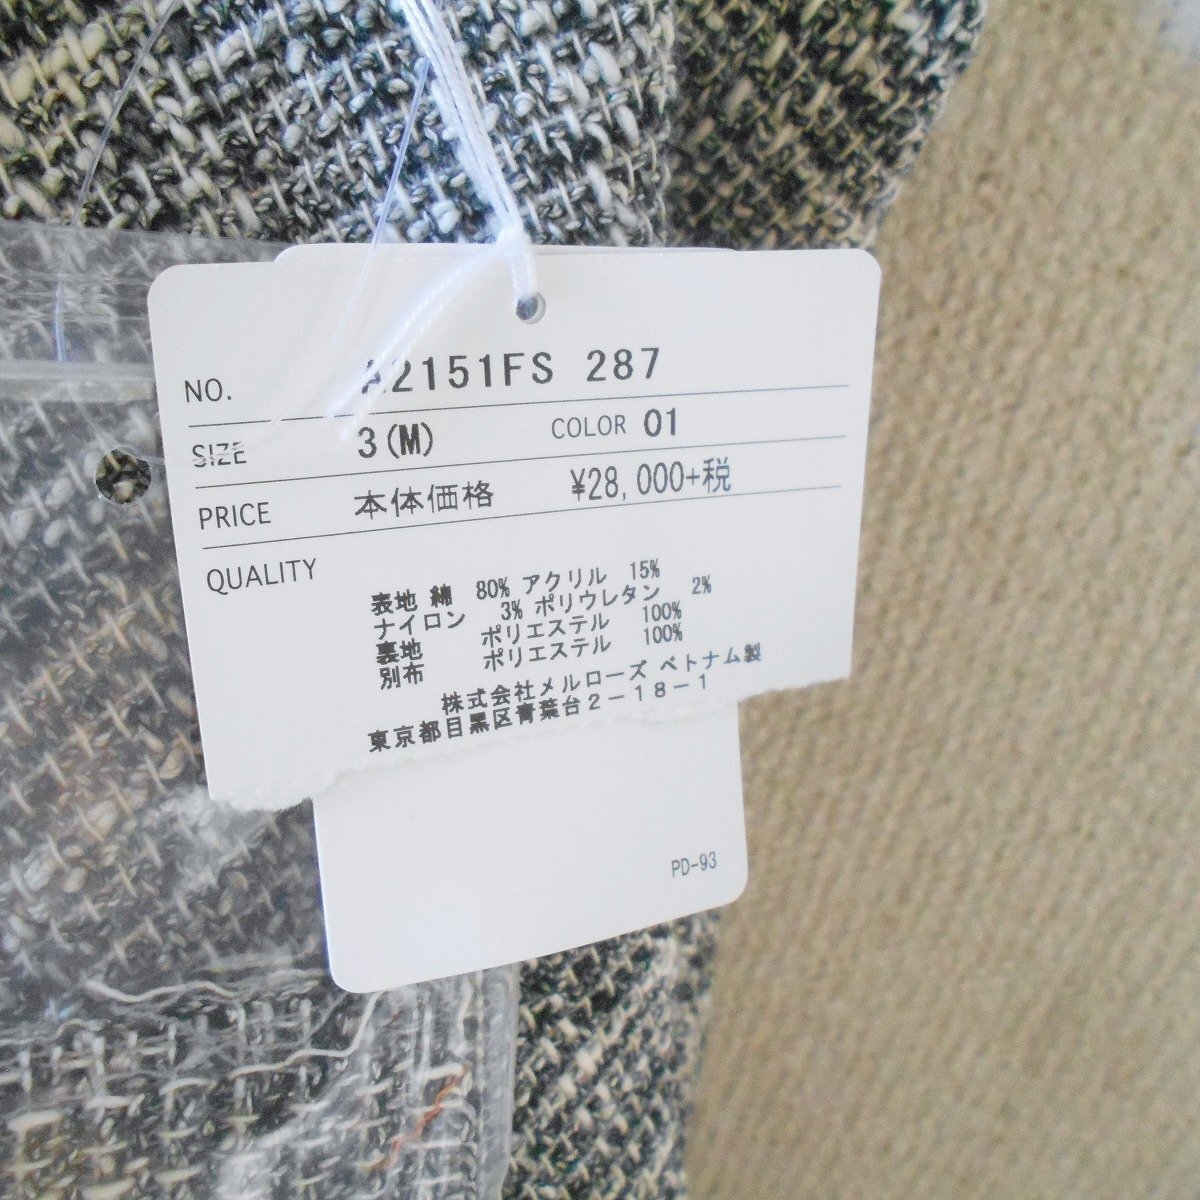 NO. A2151FS 287
SIZE 3(M) COLOR 01
PRICE 本体価格 ¥28,000+税
QUALITY
表地 綿 80% アクリル 15%
ナイロン 3% ポリウレタン 2%
裏地 ポリエステル 100%
別布 ポリエステル 100%
株式会社メルローズ ベトナム製
東京都目黒区青葉台2-18-1
PD-93